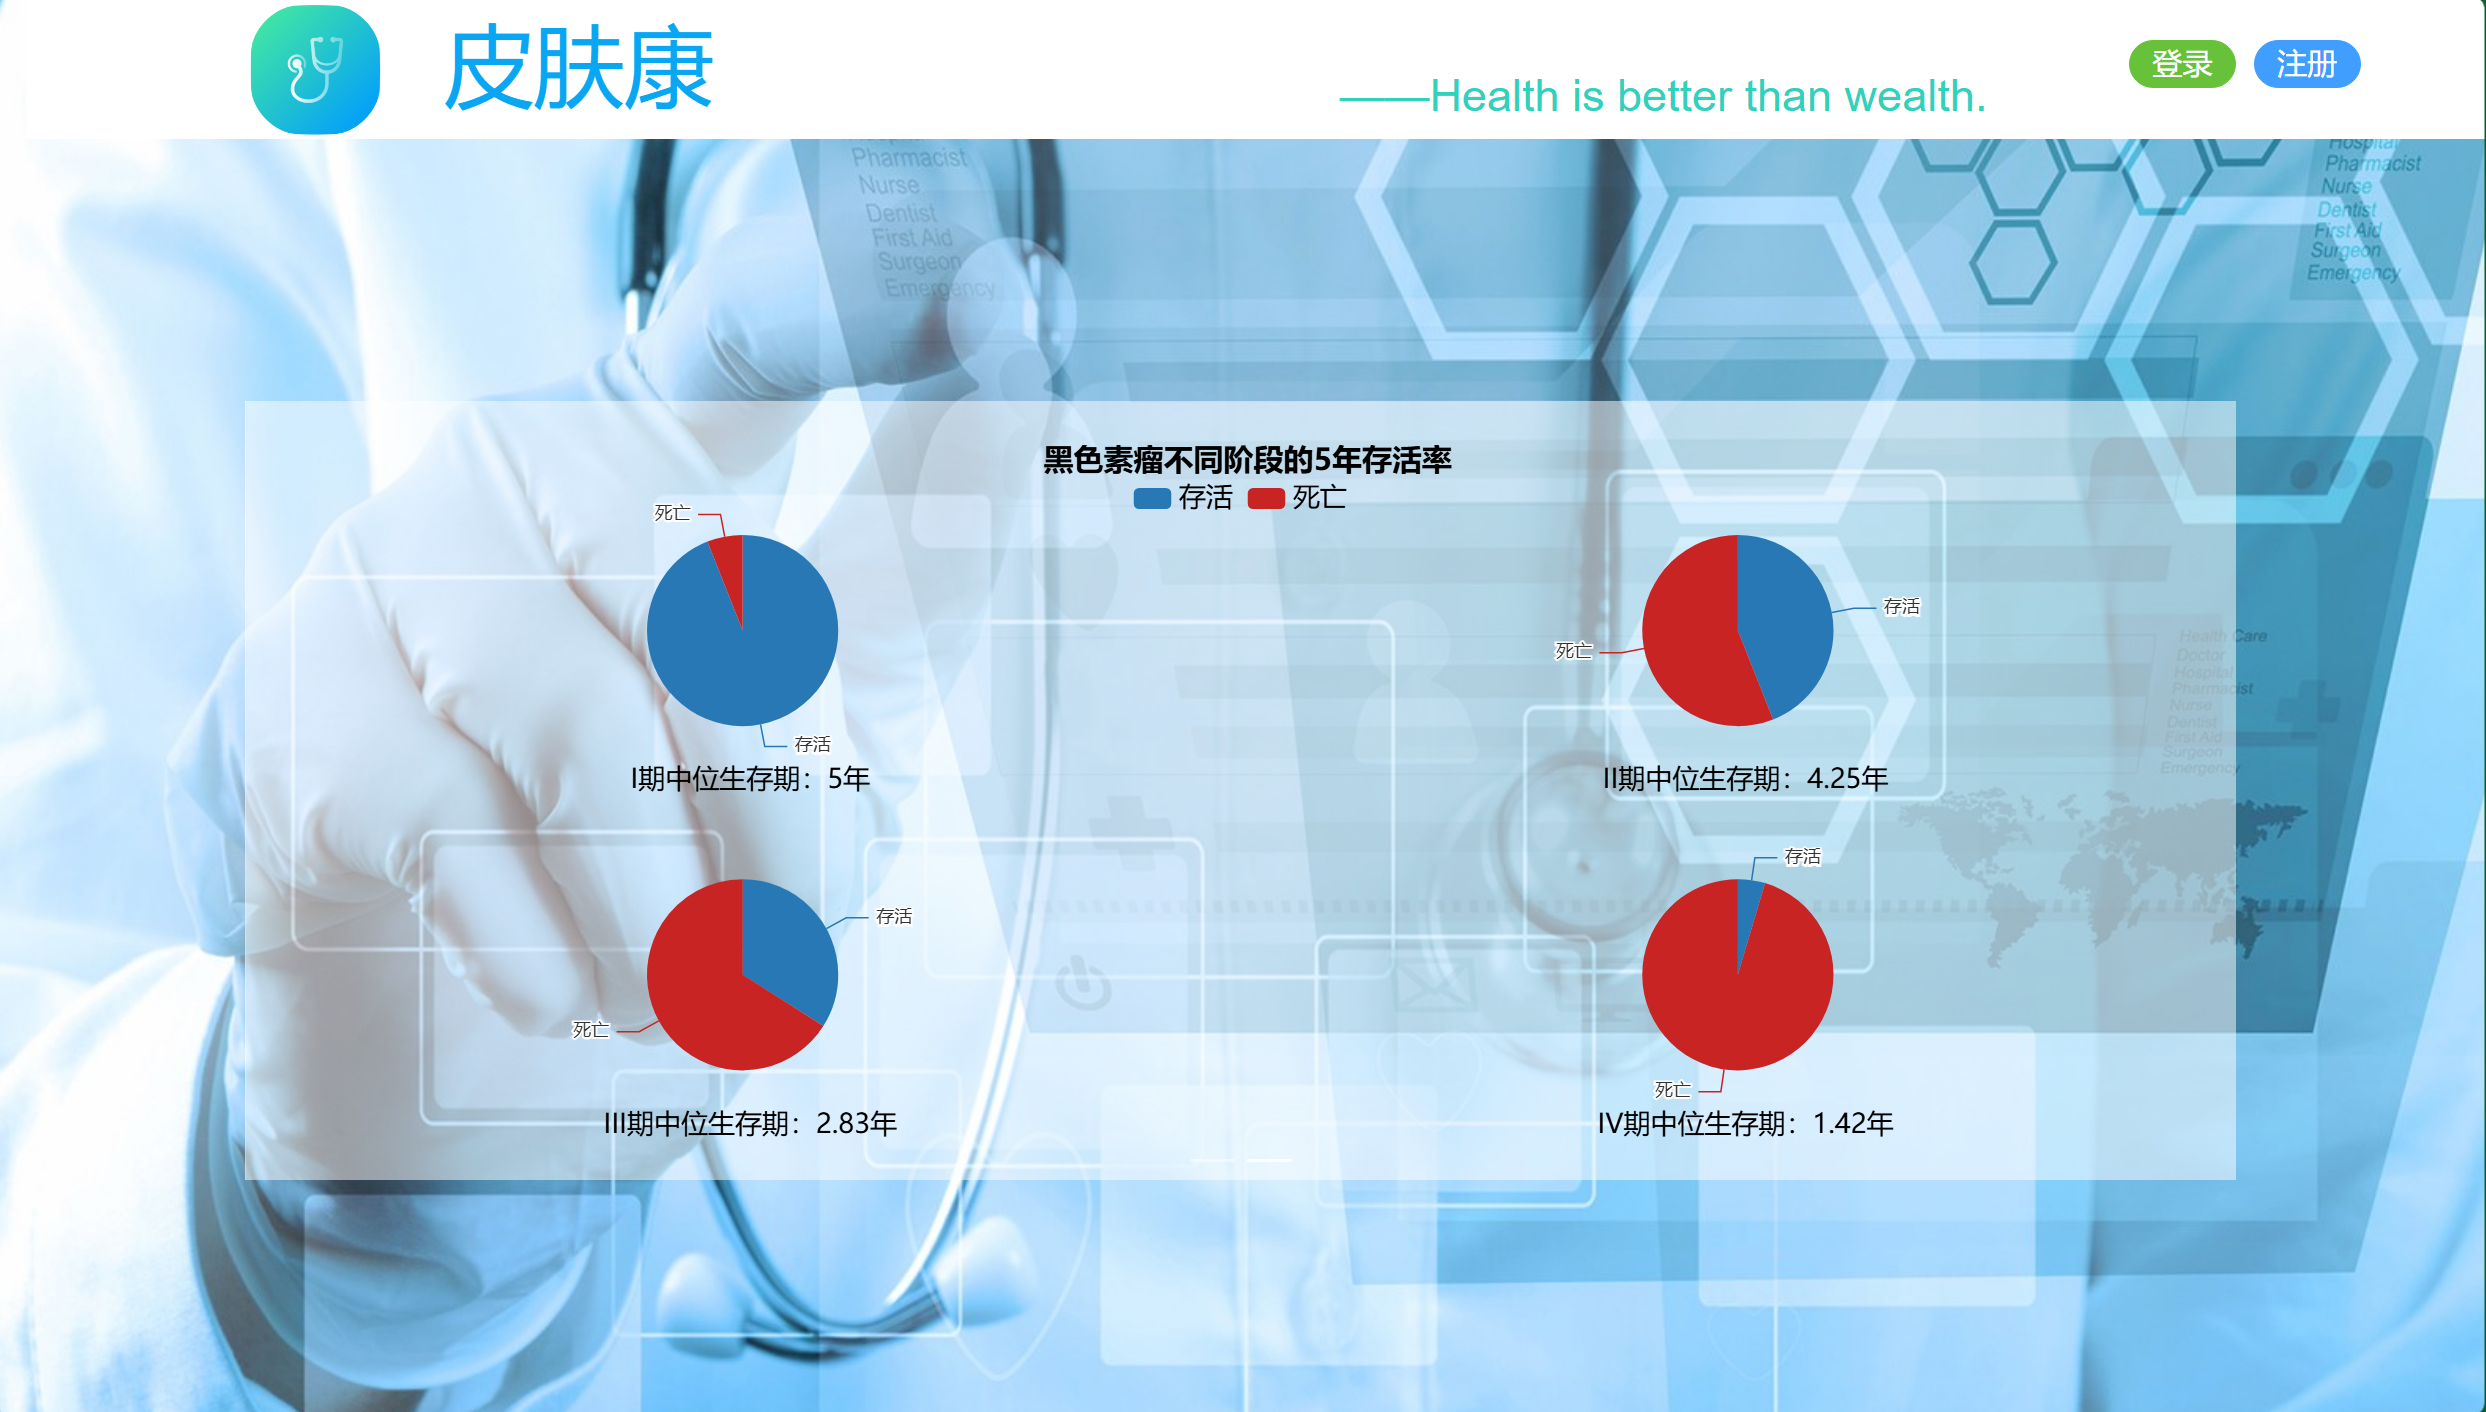 皮肤康
——Health is better than wealth.
登录
注册
Pharmacist
Nurse
Dentist
First Aid
Surgeon
Emergency
Hospital
Pharmacist
Nurse
Dentist
First Aid
Surgeon
Emergency
黑色素瘤不同阶段的5年存活率
存活 死亡
死亡
存活
I期中位生存期：5年
存活
死亡
II期中位生存期：4.25年
Health Care
Doctor
Hospital
Pharmacist
Nurse
Dentist
First Aid
Surgeon
Emergency
存活
死亡
III期中位生存期：2.83年
存活
死亡
IV期中位生存期：1.42年